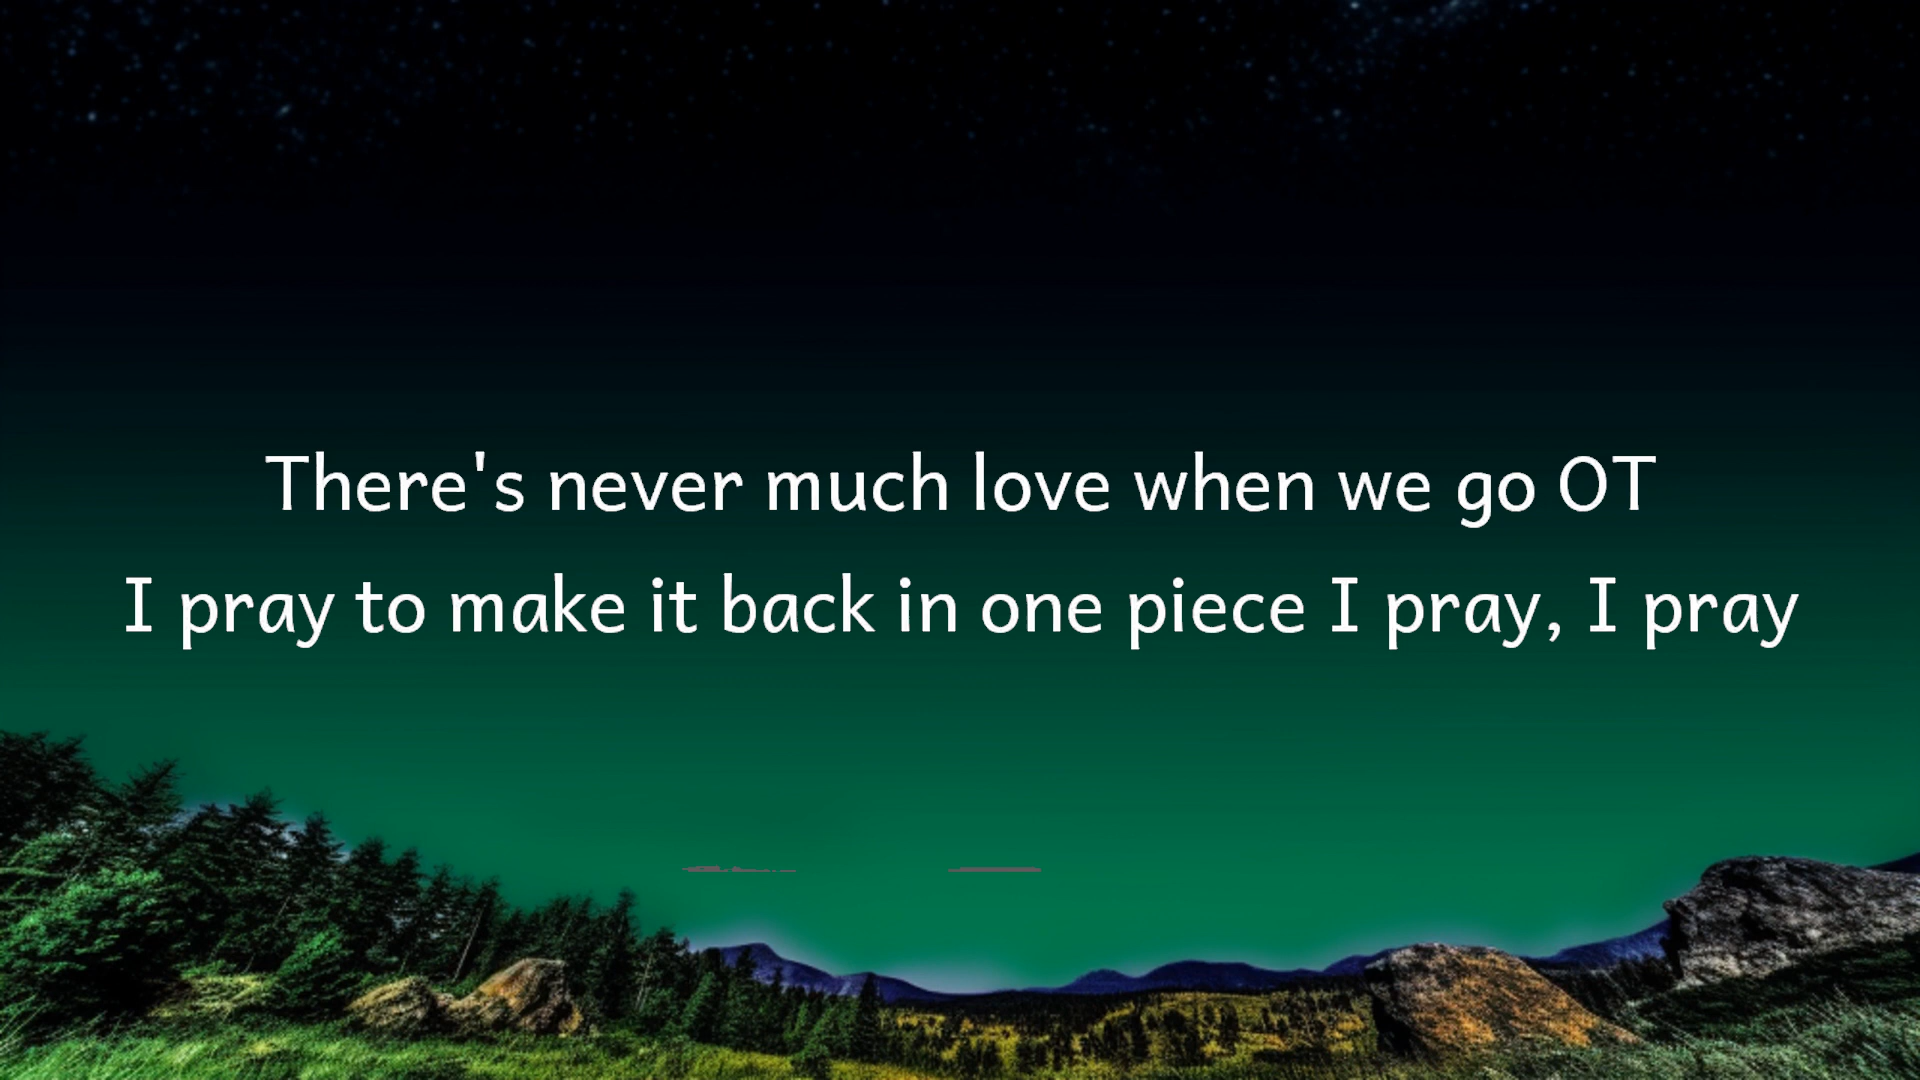 There's never much love when we go OT
I pray to make it back in one piece I pray, I pray